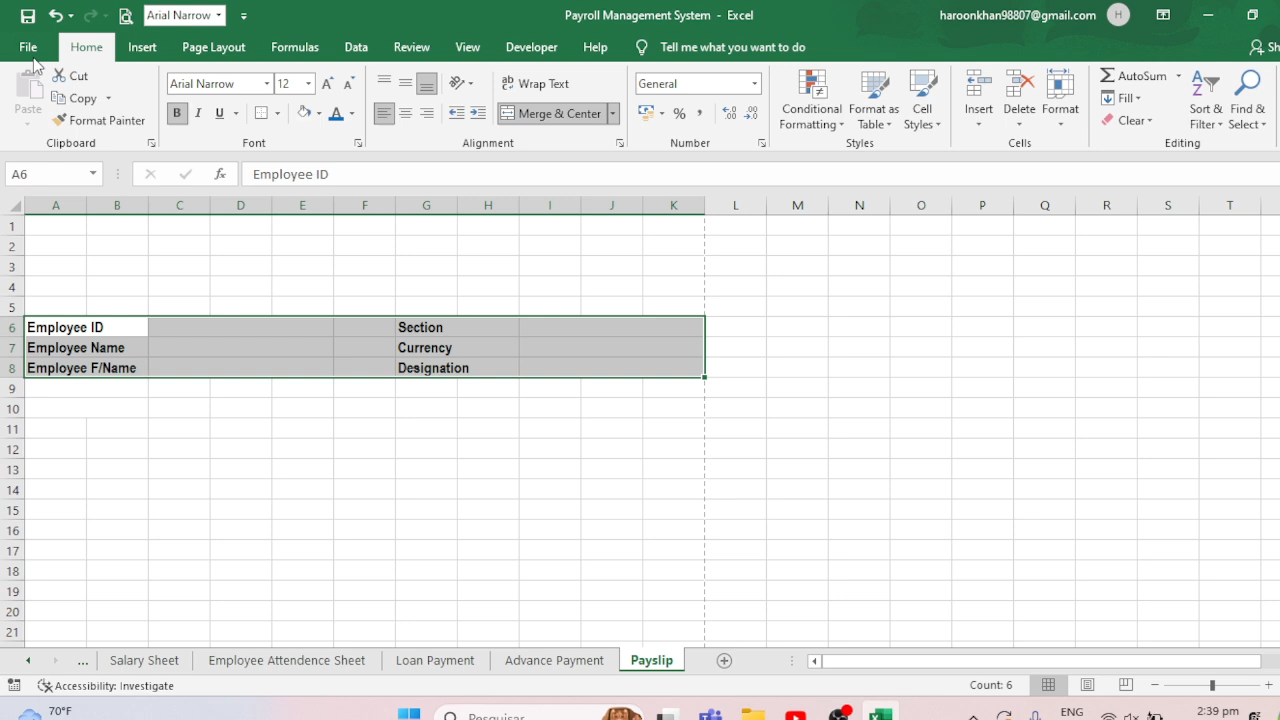 Arial Narrow
Payroll Management System - Excel
haroonkhan98807@gmail.com
H
File
Home
Insert
Page Layout
Formulas
Data
Review
View
Developer
Help
Tell me what you want to do
Sh
Paste
Cut
Copy
Format Painter
Clipboard
Arial Narrow
12
B I U
A
Font
Wrap Text
Merge & Center
Alignment
General
% ,
Number
Conditional Formatting
Format as Table
Cell Styles
Styles
Insert
Delete
Format
Cells
AutoSum
Fill
Clear
Sort & Filter
Find & Select
Editing
A6
fx
Employee ID
A B C D E F G H I J K L M N O P Q R S T
1
2
3
4
5
6 Employee ID Section
7 Employee Name Currency
8 Employee F/Name Designation
9
10
11
12
13
14
15
16
17
18
19
20
21
...
Salary Sheet
Employee Attendence Sheet
Loan Payment
Advance Payment
Payslip
Accessibility: Investigate
Count: 6
70°F
Pesquisar
ENG
2:39 pm